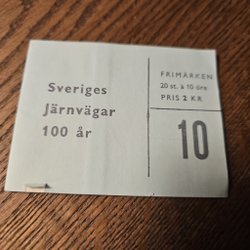 Sveriges
Järnvägar
100 år
FRIMÄRKEN
20 st. à 10 öre
PRIS 2 KR
10